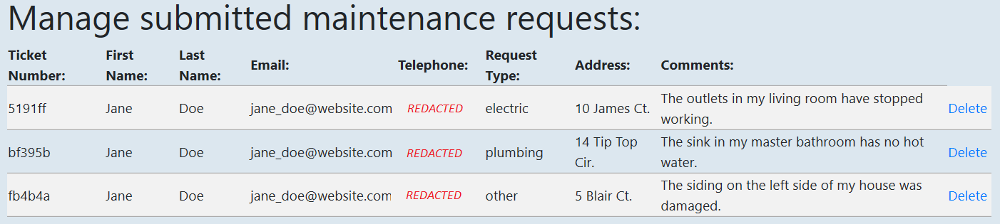 Manage submitted maintenance requests:
Ticket Number: First Name: Last Name: Email: Telephone: Request Type: Address: Comments:
5191ff Jane Doe jane_doe@website.com REDACTED electric 10 James Ct. The outlets in my living room have stopped working. Delete
bf395b Jane Doe jane_doe@website.com REDACTED plumbing 14 Tip Top Cir. The sink in my master bathroom has no hot water. Delete
fb4b4a Jane Doe jane_doe@website.com REDACTED other 5 Blair Ct. The siding on the left side of my house was damaged. Delete